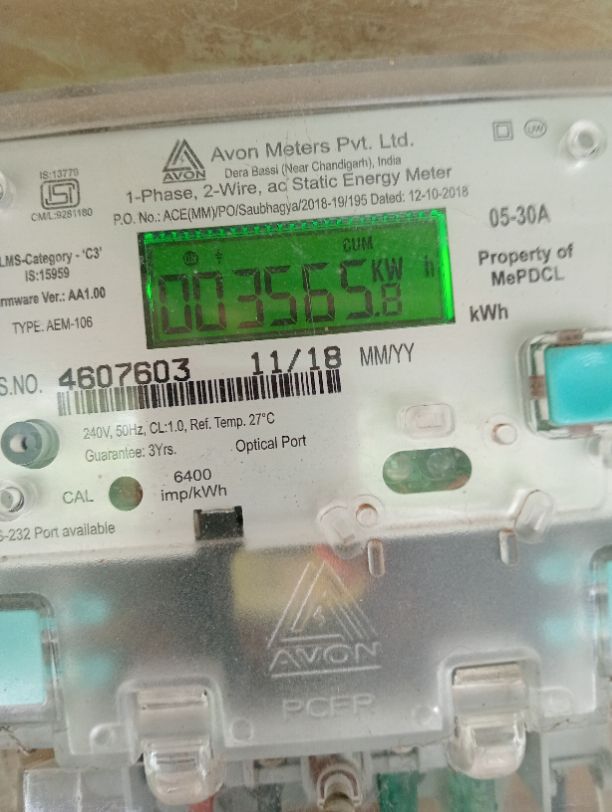 Avon Meters Pvt. Ltd.
AVON
Dera Bassi (Near Chandigarh), India
IS:13779
CM/L:9281180
1-Phase, 2-Wire, ac Static Energy Meter
P.O. No.: ACE(MM)/PO/Saubhagya/2018-19/195 Dated: 12-10-2018
05-30A
LMS-Category - 'C3'
IS:15959
rmware Ver.: AA1.00
TYPE: AEM-106
CUM
003565.8 KW h
Property of
MePDCL
kWh
S.NO. 4607603 11/18 MM/YY
240V, 50Hz, CL:1.0, Ref. Temp. 27°C
Guarantee: 3Yrs.
Optical Port
CAL
6400
imp/kWh
S-232 Port available
AVON